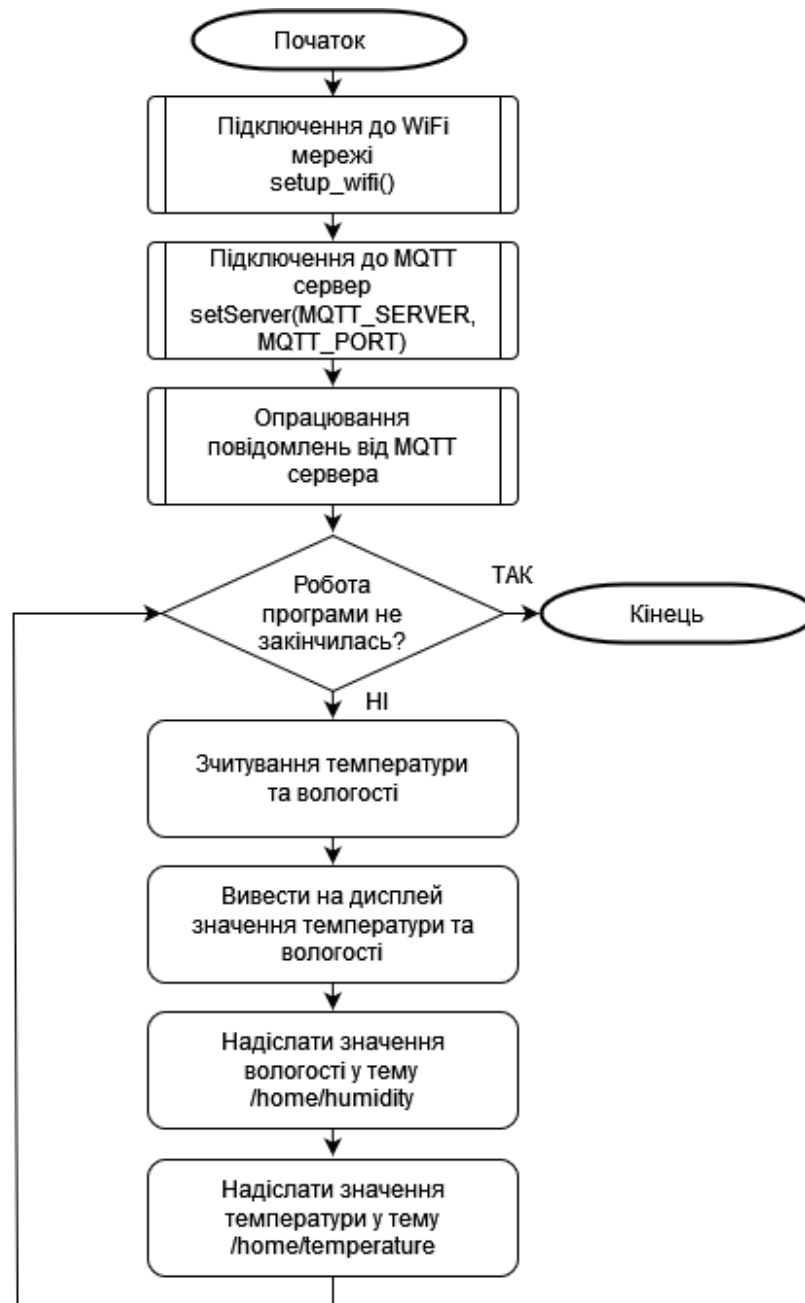 Початок
Підключення до WiFi
мережі
setup_wifi()
Підключення до MQTT
сервер
setServer(MQTT_SERVER,
MQTT_PORT)
Опрацювання
повідомлень від MQTT
сервера
Робота
програми не
закінчилась?
ТАК
Кінець
НІ
Зчитування температури
та вологості
Вивести на дисплей
значення температури та
вологості
Надіслати значення
вологості у тему
/home/humidity
Надіслати значення
температури у тему
/home/temperature